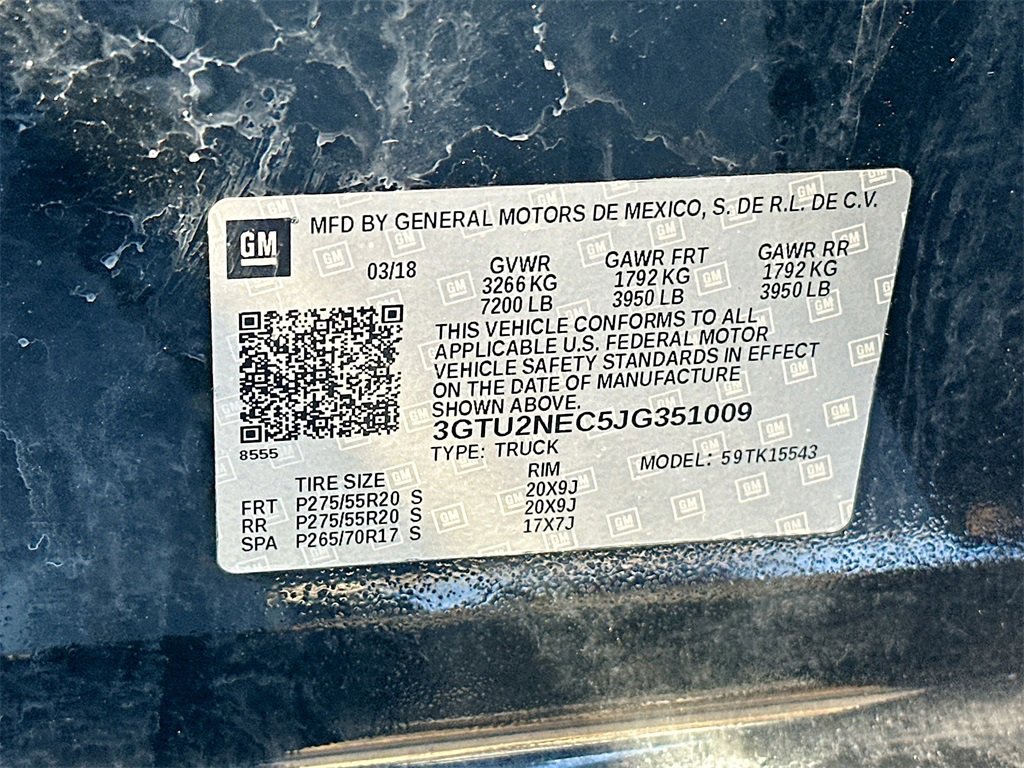 GM MFD BY GENERAL MOTORS DE MEXICO, S. DE R.L. DE C.V.
03/18 GVWR GAWR FRT GAWR RR
3266 KG 1792 KG 1792 KG
7200 LB 3950 LB 3950 LB
THIS VEHICLE CONFORMS TO ALL
APPLICABLE U.S. FEDERAL MOTOR
VEHICLE SAFETY STANDARDS IN EFFECT
ON THE DATE OF MANUFACTURE
SHOWN ABOVE.
3GTU2NEC5JG351009
8555 TYPE: TRUCK MODEL: 59TK15543
TIRE SIZE RIM
FRT P275/55R20 S 20X9J
RR P275/55R20 S 20X9J
SPA P265/70R17 S 17X7J